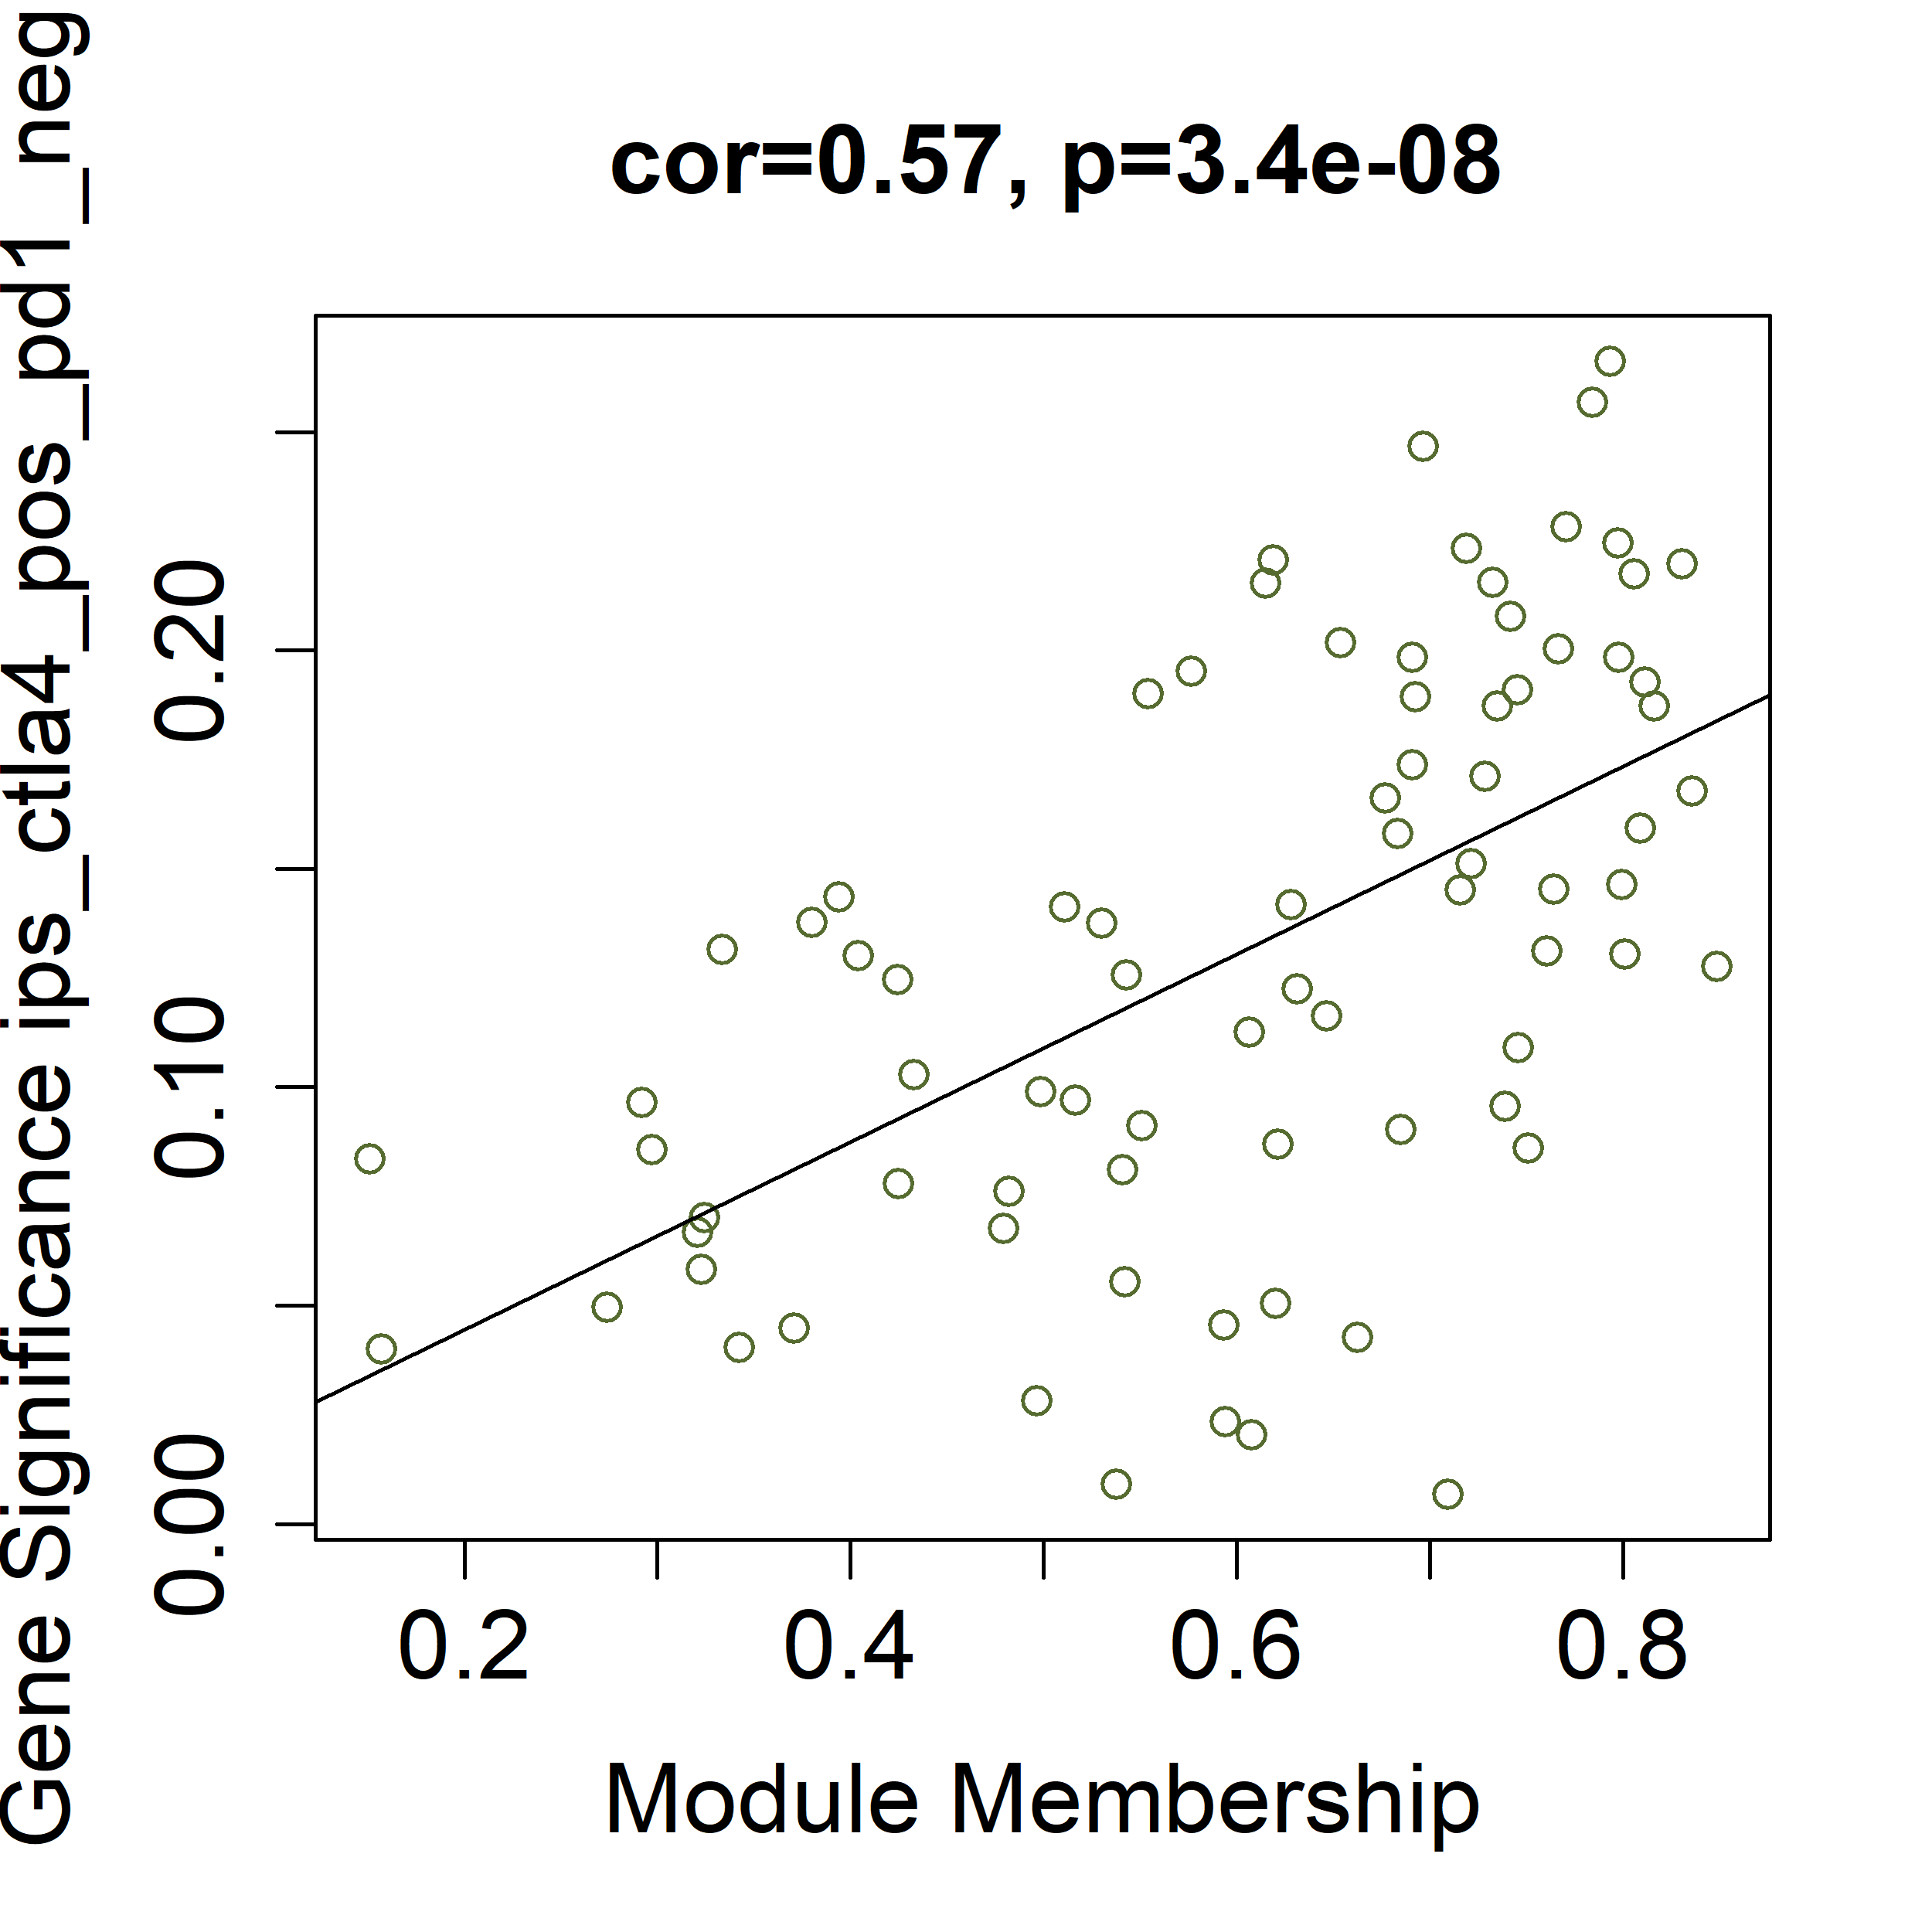 cor=0.57, p=3.4e-08
Gene Significance ips_ctla4_pos_pd1_neg
0.20
0.10
0.00
0.2 0.4 0.6 0.8
Module Membership